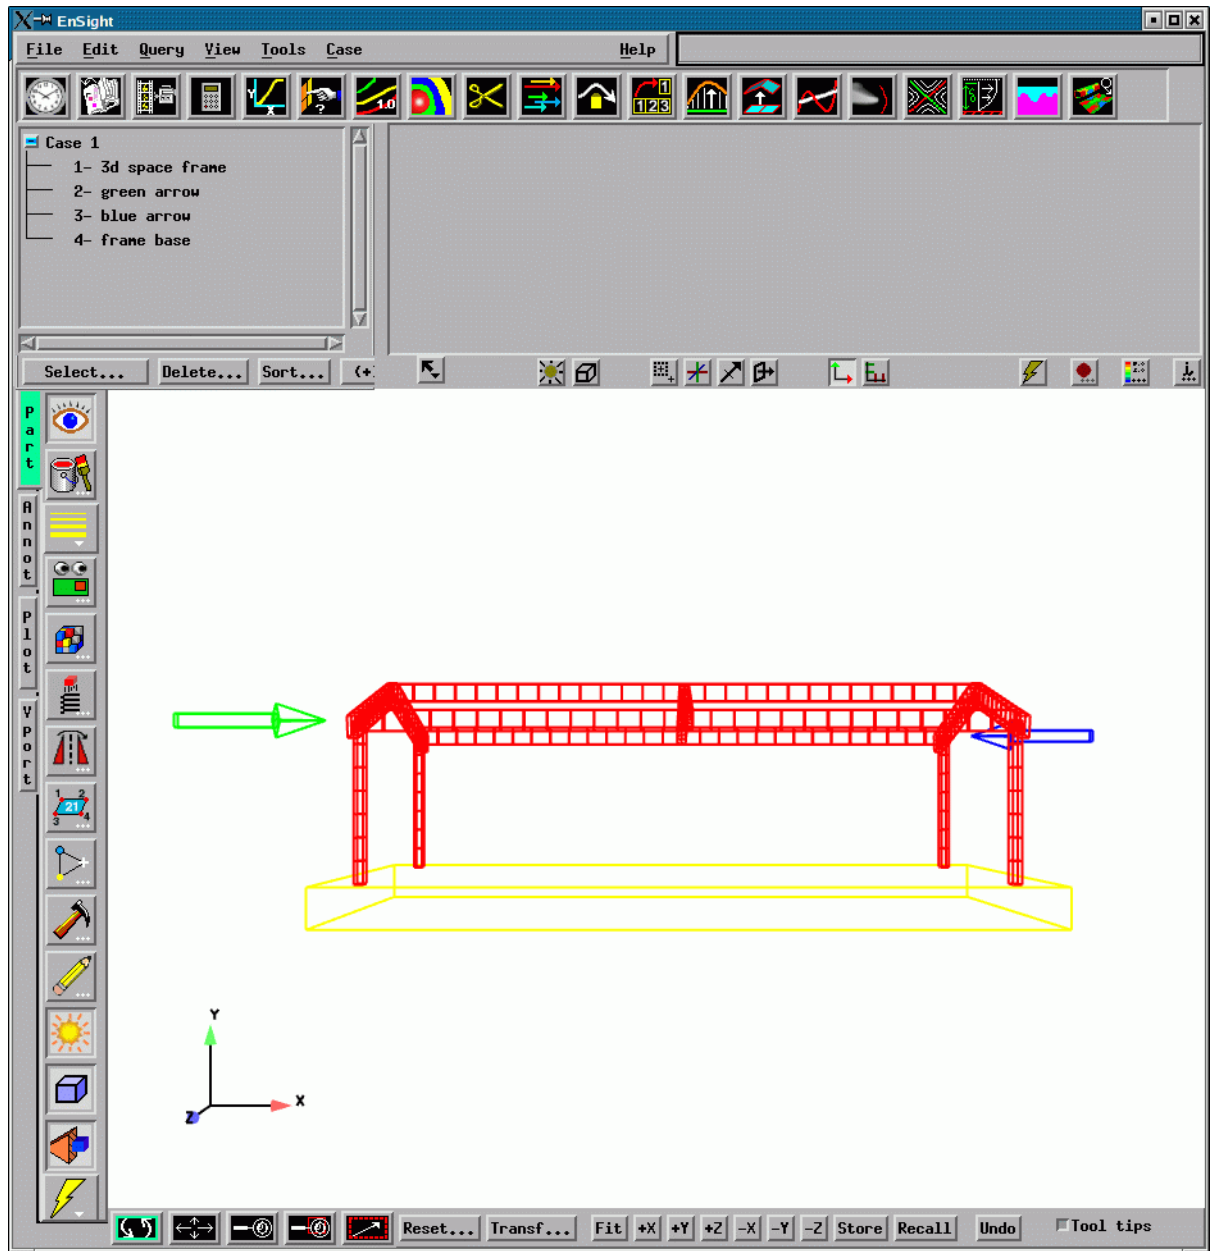 EnSight
File Edit Query View Tools Case Help
Y X ? 1.0 1 123
Case 1
1- 3d space frame
2- green arrow
3- blue arrow
4- frame base
Select... Delete... Sort... (+
Part
Annot
Plot
VPort
1 2
21
3 4
Y
X
Z
Reset... Transf... Fit +X +Y +Z -X -Y -Z Store Recall Undo Tool tips